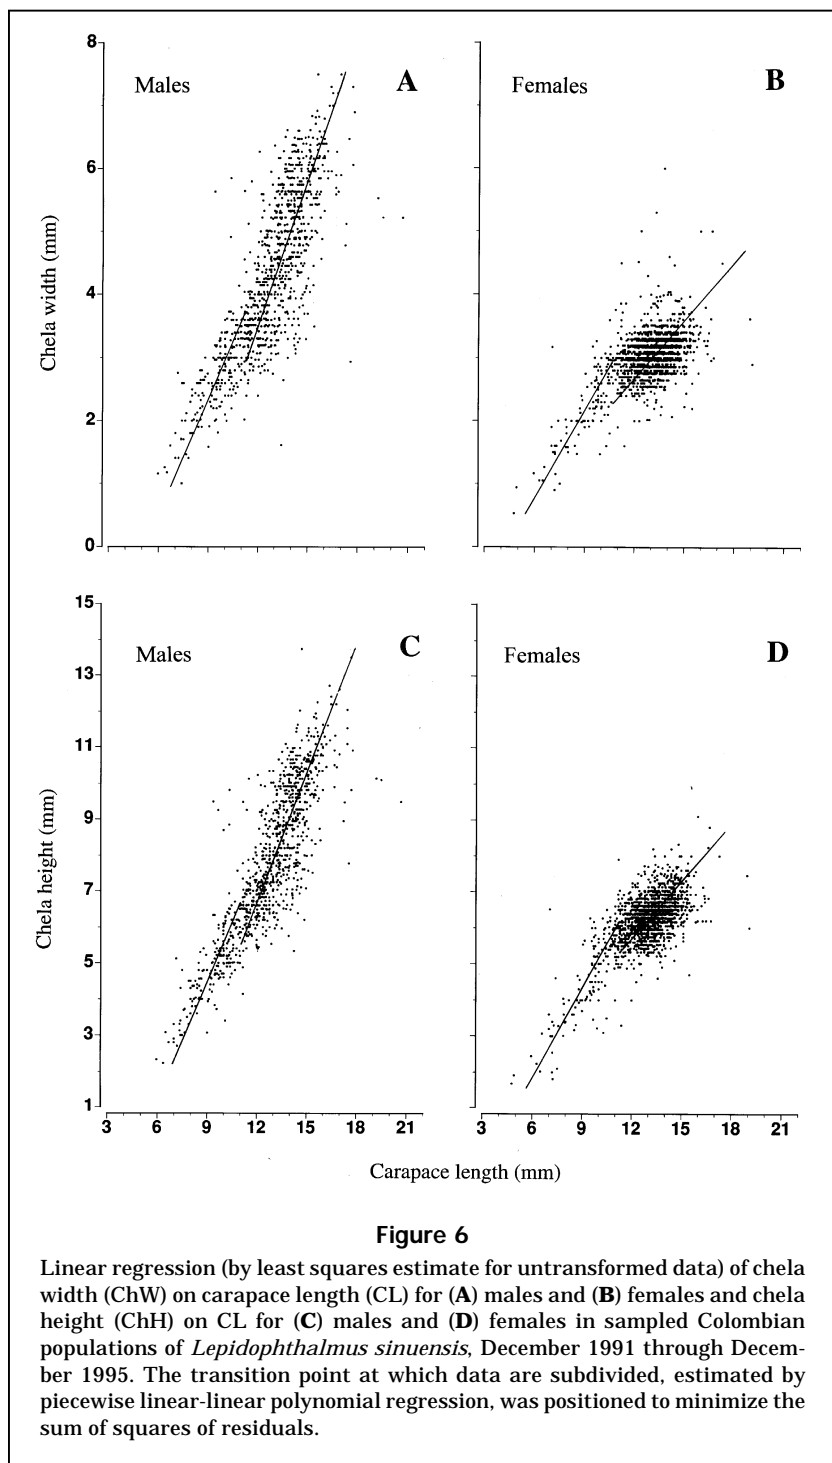 8
Males
A
Females
B
6
Chela width (mm)
4
2
0
15
Males
C
Females
D
13
11
9
Chela height (mm)
7
5
3
1
3 6 9 12 15 18 21
3 6 9 12 15 18 21
Carapace length (mm)
Figure 6
Linear regression (by least squares estimate for untransformed data) of chela
width (ChW) on carapace length (CL) for (A) males and (B) females and chela
height (ChH) on CL for (C) males and (D) females in sampled Colombian
populations of Lepidophthalmus sinuensis, December 1991 through Decem-
ber 1995. The transition point at which data are subdivided, estimated by
piecewise linear-linear polynomial regression, was positioned to minimize the
sum of squares of residuals.